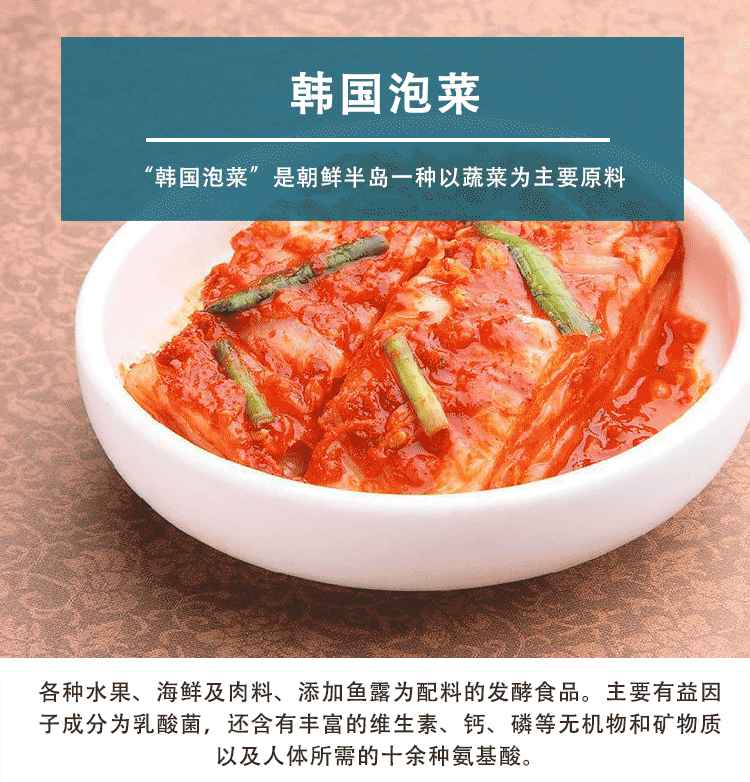 韩国泡菜
“韩国泡菜”是朝鲜半岛一种以蔬菜为主要原料
各种水果、海鲜及肉料、添加鱼露为配料的发酵食品。主要有益因
子成分为乳酸菌，还含有丰富的维生素、钙、磷等无机物和矿物质
以及人体所需的十余种氨基酸。